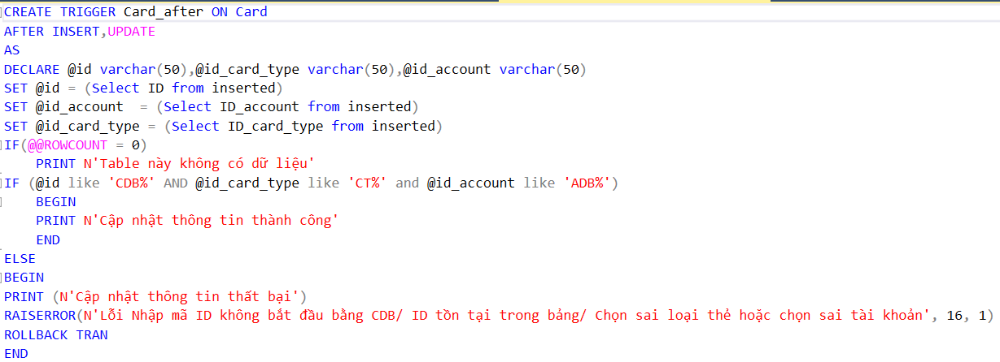 CREATE TRIGGER Card_after ON Card
AFTER INSERT,UPDATE
AS
DECLARE @id varchar(50),@id_card_type varchar(50),@id_account varchar(50)
SET @id = (Select ID from inserted)
SET @id_account  = (Select ID_account from inserted)
SET @id_card_type = (Select ID_card_type from inserted)
IF(@@ROWCOUNT = 0)
    PRINT N'Table này không có dữ liệu'
IF (@id like 'CDB%' AND @id_card_type like 'CT%' and @id_account like 'ADB%')
    BEGIN
    PRINT N'Cập nhật thông tin thành công'
    END
ELSE
BEGIN
PRINT (N'Cập nhật thông tin thất bại')
RAISERROR(N'Lỗi Nhập mã ID không bắt đầu bằng CDB/ ID tồn tại trong bảng/ Chọn sai loại thẻ hoặc chọn sai tài khoản', 16, 1)
ROLLBACK TRAN
END